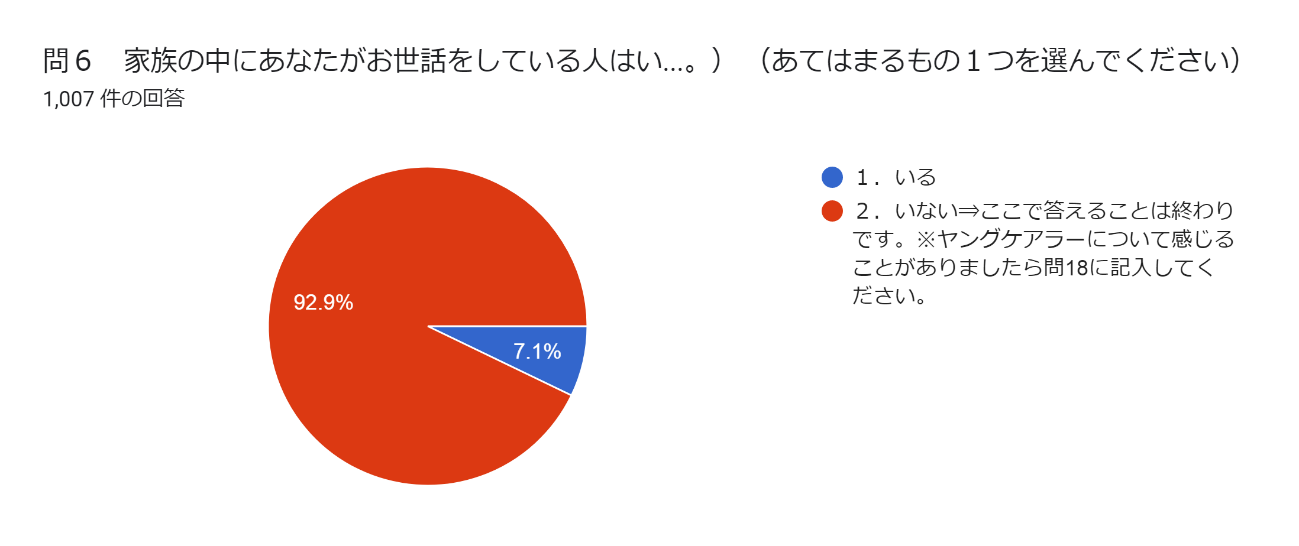 問６　家族の中にあなたがお世話をしている人はい...。）　（あてはまるもの１つを選んでください）
1,007 件の回答
１．いる
２．いない⇒ここで答えることは終わり
です。※ヤングケアラーについて感じる
ことがありましたら問18に記入してく
ださい。
92.9%
7.1%